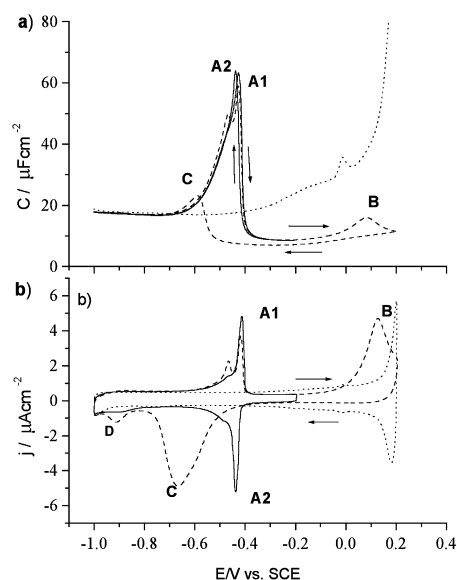 a)
80
60
40
20
0
C / μFcm⁻²
A2
A1
C
B
b)
b)
6
4
2
0
-2
-4
-6
j / μAcm⁻²
A1
B
D
C
A2
-1.0 -0.8 -0.6 -0.4 -0.2 0.0 0.2 0.4
E/V vs. SCE